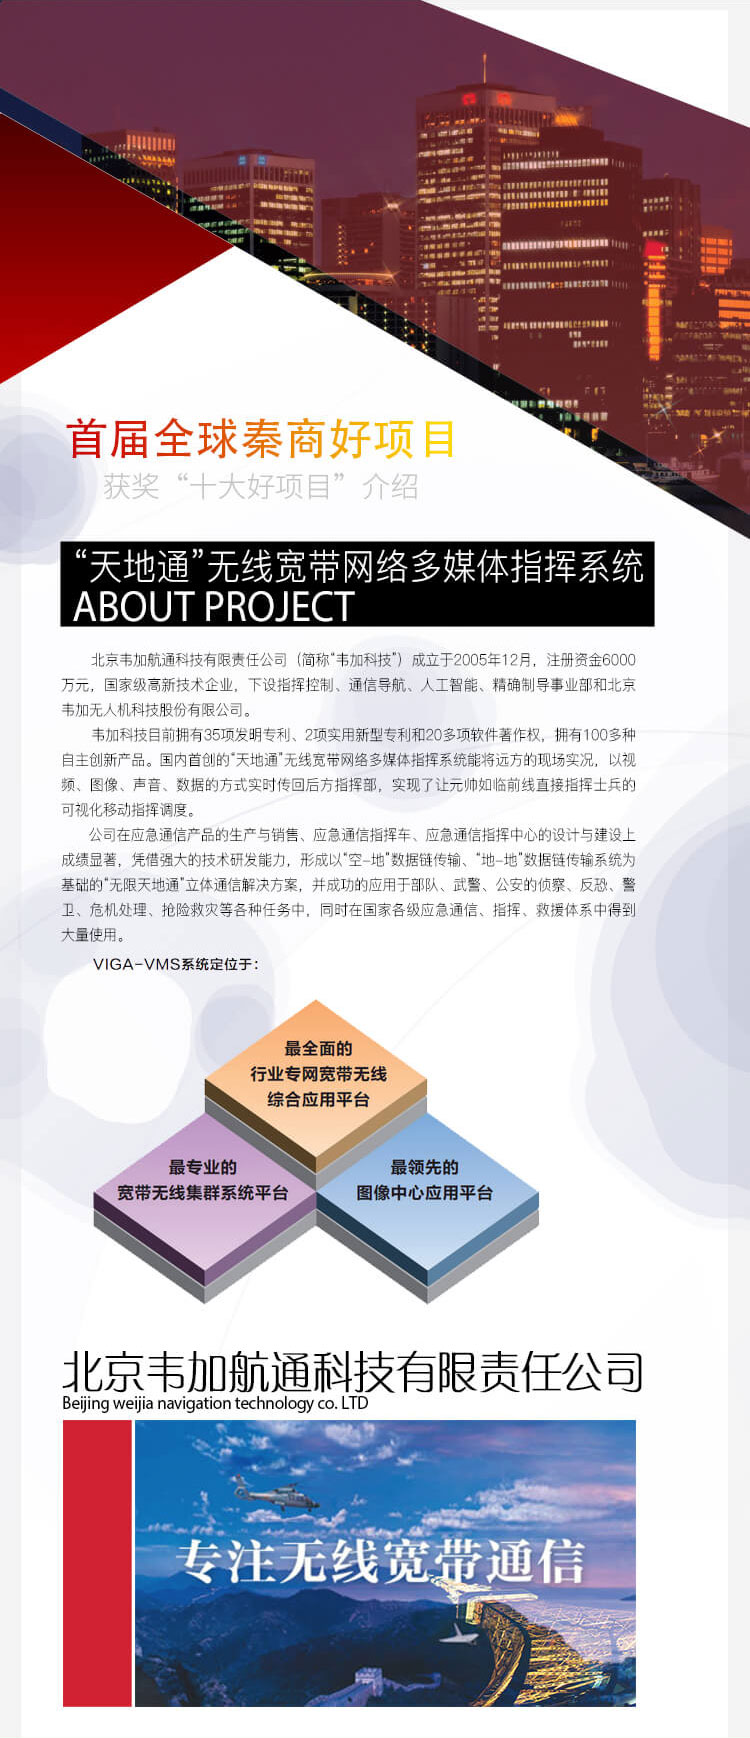 首届全球秦商好项目
获奖“十大好项目”介绍
“天地通”无线宽带网络多媒体指挥系统
ABOUT PROJECT
北京韦加航通科技有限责任公司（简称“韦加科技”）成立于2005年12月，注册资金6000
万元，国家级高新技术企业，下设指挥控制、通信导航、人工智能、精确制导事业部和北京
韦加无人机科技股份有限公司。
韦加科技目前拥有35项发明专利、2项实用新型专利和20多项软件著作权，拥有100多种
自主创新产品。国内首创的“天地通”无线宽带网络多媒体指挥系统能将远方的现场实况，以视
频、图像、声音、数据的方式实时传回后方指挥部，实现了让元帅如临前线直接指挥士兵的
可视化移动指挥调度。
公司在应急通信产品的生产与销售、应急通信指挥车、应急通信指挥中心的设计与建设上
成绩显著，凭借强大的技术研发能力，形成以“空-地”数据链传输、“地-地”数据链传输系统为
基础的“无限天地通”立体通信解决方案，并成功的应用于部队、武警、公安的侦察、反恐、警
卫、危机处理、抢险救灾等各种任务中，同时在国家各级应急通信、指挥、救援体系中得到
大量使用。
VIGA-VMS系统定位于：
最全面的
行业专网宽带无线
综合应用平台
最专业的
宽带无线集群系统平台
最领先的
图像中心应用平台
北京韦加航通科技有限责任公司
Beijing weijia navigation technology co. LTD
专注无线宽带通信